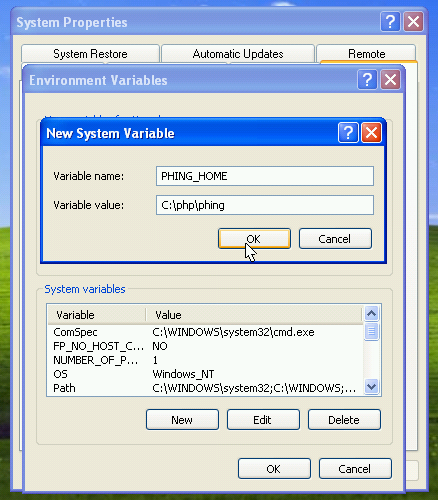 System Properties
System Restore Automatic Updates Remote
Environment Variables
New System Variable
Variable name: PHING_HOME
Variable value: C:\php\phing
OK Cancel
System variables
Variable Value
ComSpec C:\WINDOWS\system32\cmd.exe
FP_NO_HOST_C... NO
NUMBER_OF_P... 1
OS Windows_NT
Path C:\WINDOWS\system32;C:\WINDOWS;...
New Edit Delete
OK Cancel